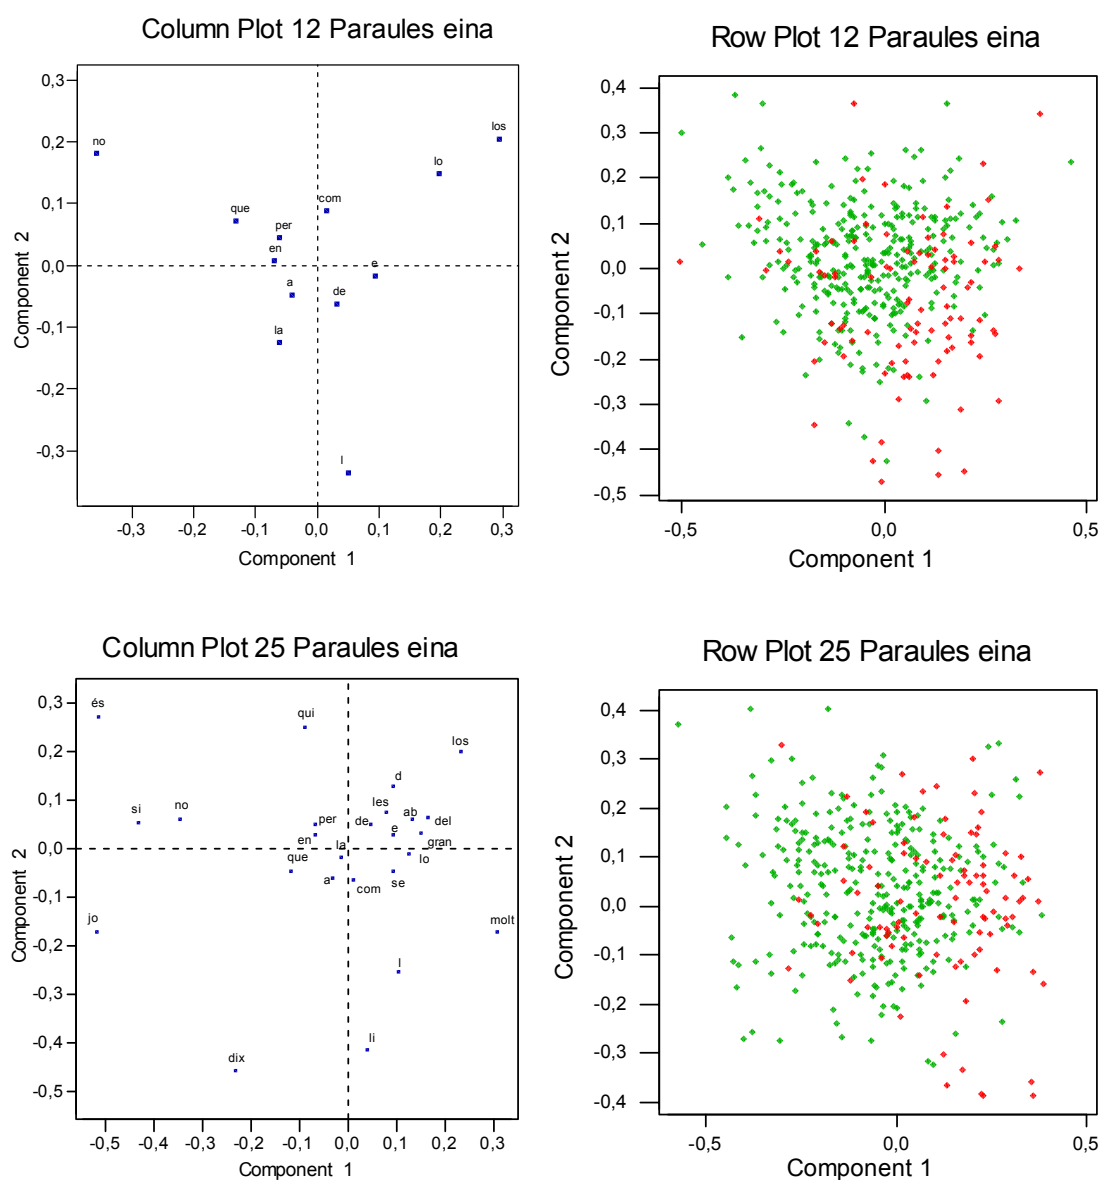 Column Plot 12 Paraules eina
0,3
0,2
0,1
0,0
-0,1
-0,2
-0,3
Component 2
no
los
lo
que
com
per
en
e
a
de
la
l
-0,3
-0,2
-0,1
0,0
0,1
0,2
0,3
Component 1
Row Plot 12 Paraules eina
0,4
0,3
0,2
0,1
0,0
-0,1
-0,2
-0,3
-0,4
-0,5
Component 2
-0,5
0,0
0,5
Component 1
Column Plot 25 Paraules eina
0,3
0,2
0,1
0,0
-0,1
-0,2
-0,3
-0,4
-0,5
Component 2
és
qui
los
d
si
no
les
ab
per
de
del
e
en
gran
la
lo
que
a
com
se
jo
molt
l
li
dix
-0,5
-0,4
-0,3
-0,2
-0,1
0,0
0,1
0,2
0,3
Component 1
Row Plot 25 Paraules eina
0,4
0,3
0,2
0,1
0,0
-0,1
-0,2
-0,3
-0,4
Component 2
-0,5
0,0
0,5
Component 1